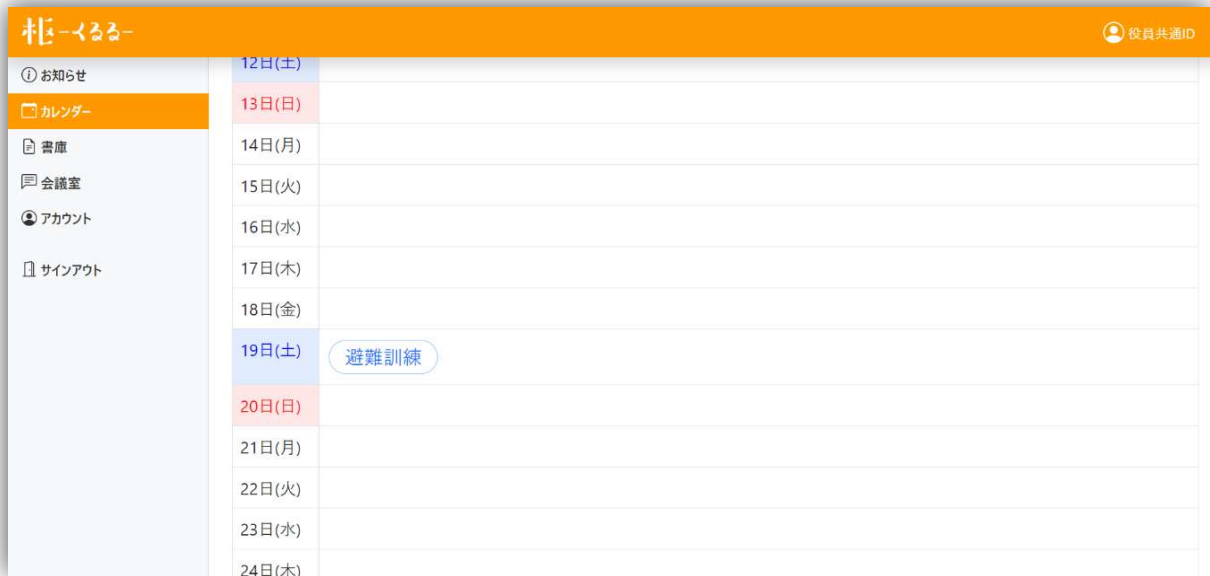 枢-くるる-
役員共通ID
お知らせ
カレンダー
書庫
会議室
アカウント
サインアウト
12日(土)
13日(日)
14日(月)
15日(火)
16日(水)
17日(木)
18日(金)
19日(土) 避難訓練
20日(日)
21日(月)
22日(火)
23日(水)
24日(木)